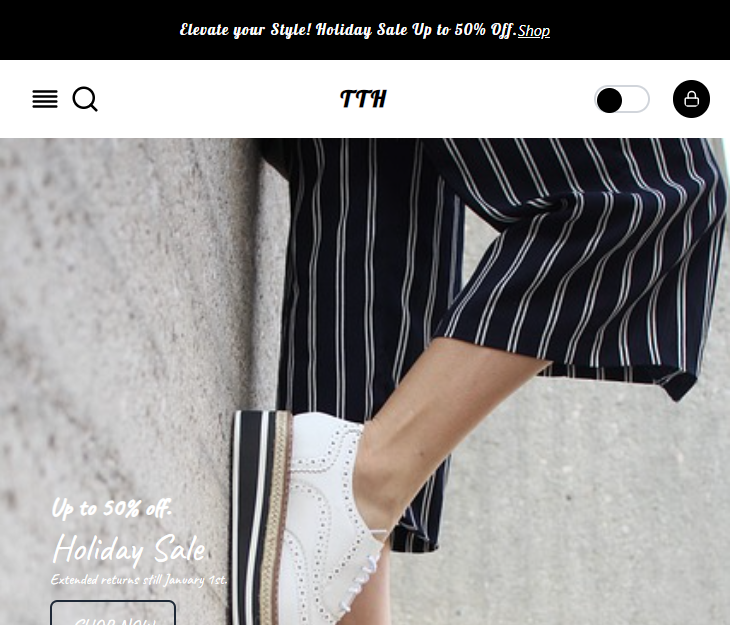 Elevate your Style! Holiday Sale Up to 50% Off.Shop
TTH
Up to 50% off.
Holiday Sale
Extended returns still January 1st.
SHOP NOW